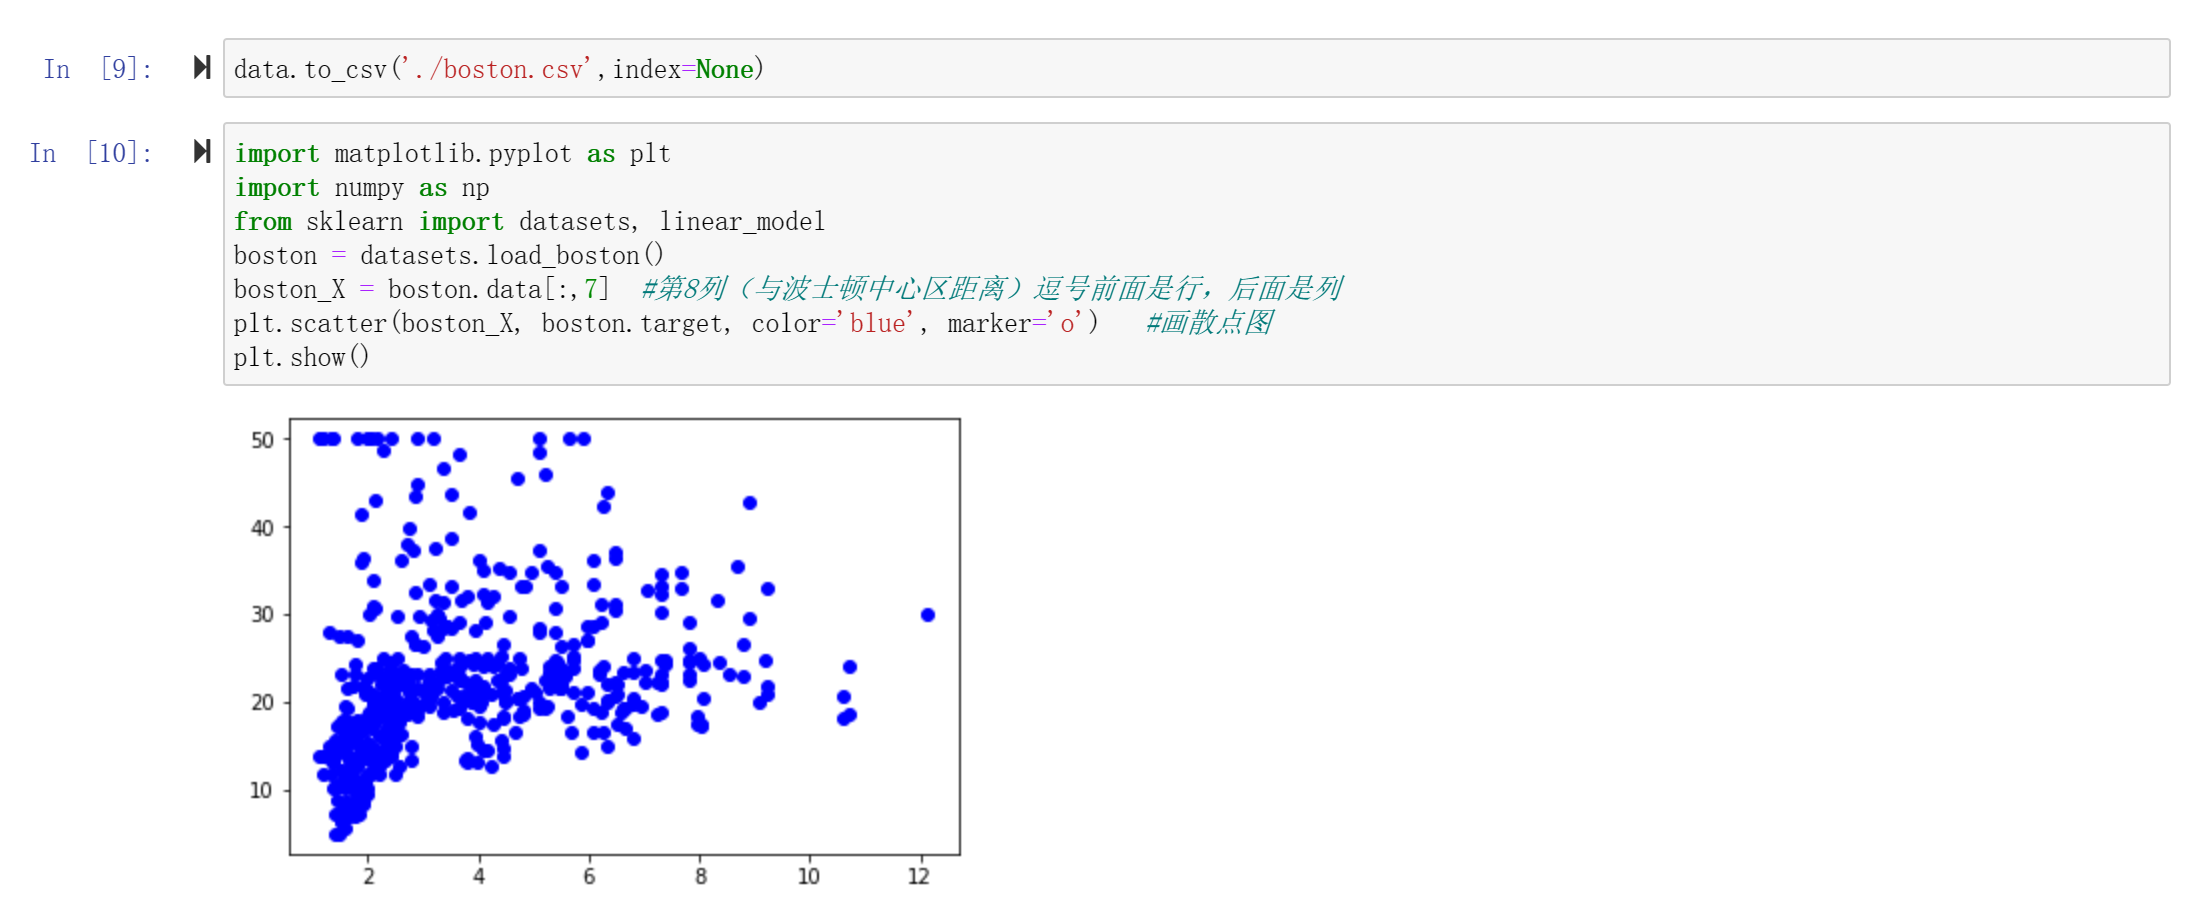 In [9]: data.to_csv('./boston.csv',index=None)
In [10]: import matplotlib.pyplot as plt
import numpy as np
from sklearn import datasets, linear_model
boston = datasets.load_boston()
boston_X = boston.data[:,7]  #第8列（与波士顿中心区距离）逗号前面是行，后面是列
plt.scatter(boston_X, boston.target, color='blue', marker='o')   #画散点图
plt.show()
50
40
30
20
10
2 4 6 8 10 12